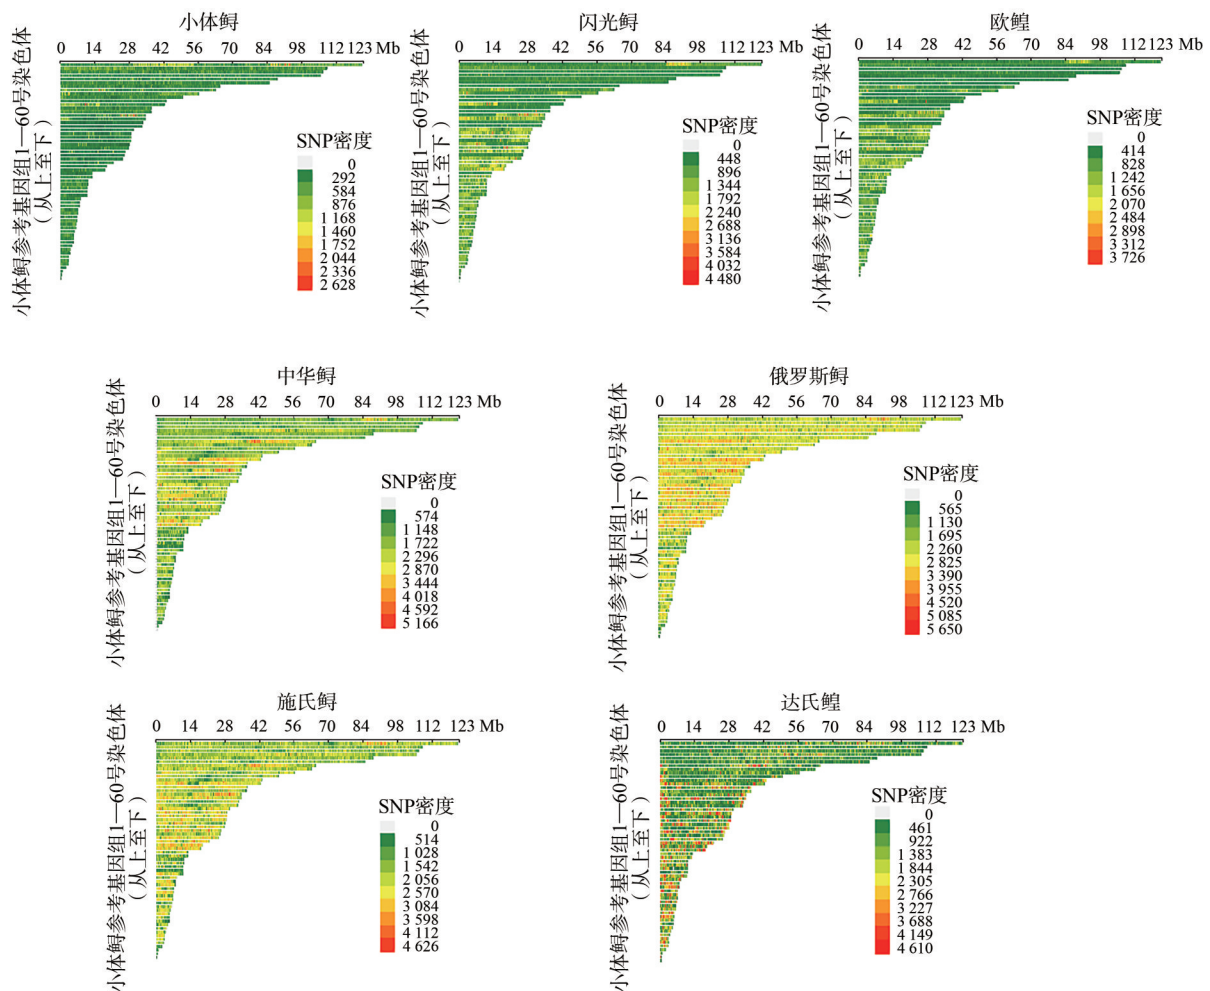 小体鲟
0 14 28 42 56 70 84 98 112 123 Mb
小体鲟参考基因组1—60号染色体
（从上至下）
SNP密度
0
292
584
876
1 168
1 460
1 752
2 044
2 336
2 628
闪光鲟
0 14 28 42 56 70 84 98 112 123 Mb
小体鲟参考基因组1—60号染色体
（从上至下）
SNP密度
0
448
896
1 344
1 792
2 240
2 688
3 136
3 584
4 032
4 480
欧鳇
0 14 28 42 56 70 84 98 112 123 Mb
小体鲟参考基因组1—60号染色体
（从上至下）
SNP密度
0
414
828
1 242
1 656
2 070
2 484
2 898
3 312
3 726
中华鲟
0 14 28 42 56 70 84 98 112 123 Mb
小体鲟参考基因组1—60号染色体
（从上至下）
SNP密度
0
574
1 148
1 722
2 296
2 870
3 444
4 018
4 592
5 166
俄罗斯鲟
0 14 28 42 56 70 84 98 112 123 Mb
小体鲟参考基因组1—60号染色体
（从上至下）
SNP密度
0
565
1 130
1 695
2 260
2 825
3 390
3 955
4 520
5 085
5 650
施氏鲟
0 14 28 42 56 70 84 98 112 123 Mb
小体鲟参考基因组1—60号染色体
（从上至下）
SNP密度
0
514
1 028
1 542
2 056
2 570
3 084
3 598
4 112
4 626
达氏鳇
0 14 28 42 56 70 84 98 112 123 Mb
小体鲟参考基因组1—60号染色体
（从上至下）
SNP密度
0
461
922
1 383
1 844
2 305
2 766
3 227
3 688
4 149
4 610